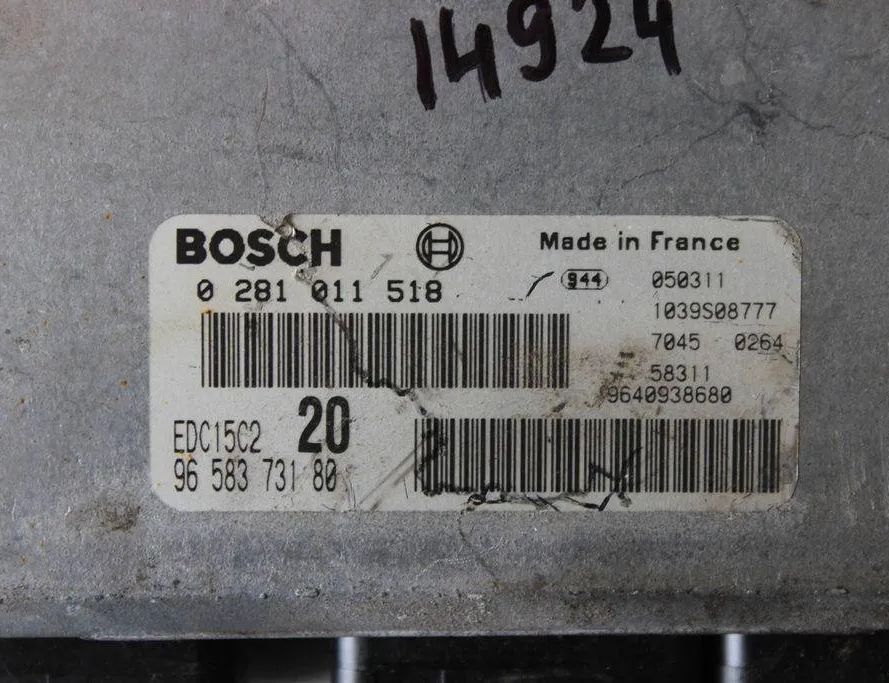 14924
BOSCH
Made in France
0 281 011 518
944
050311
1039S08777
7045 0264
58311
9640938680
EDC15C2 20
96 583 731 80